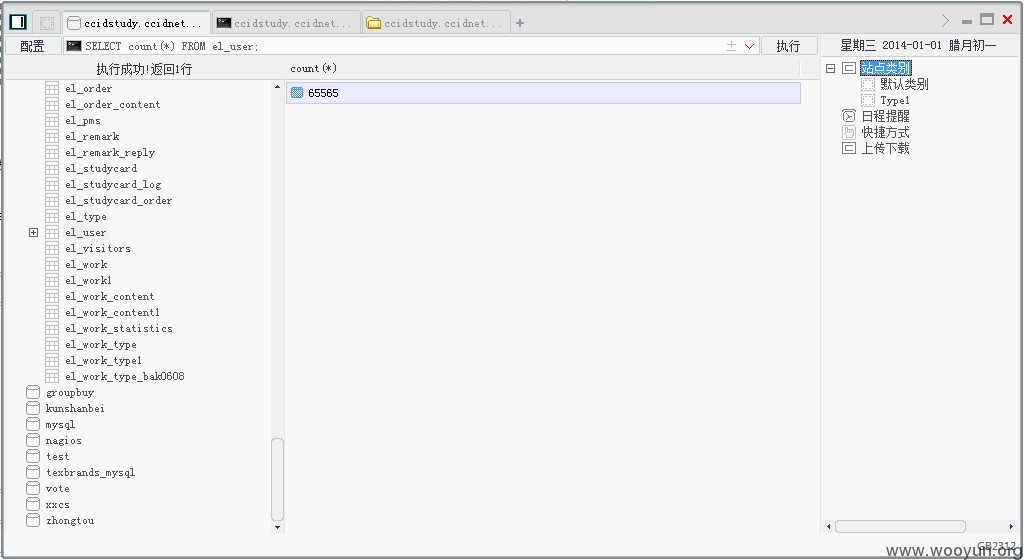 ccidstudy.ccidnet... ccidstudy.ccidnet... ccidstudy.ccidnet...
配置 SELECT count(*) FROM el_user; 执行 星期三 2014-01-01 腊月初一
执行成功!返回1行 count(*)
65565
el_order
el_order_content
el_pms
el_remark
el_remark_reply
el_studycard
el_studycard_log
el_studycard_order
el_type
el_user
el_visitors
el_work
el_work1
el_work_content
el_work_content1
el_work_statistics
el_work_type
el_work_type1
el_work_type_bak0608
groupbuy
kunshanbei
mysql
nagios
test
texbrands_mysql
vote
xxcs
zhongtou
站点类别
默认类别
Type1
日程提醒
快捷方式
上传下载
GB2312
www.wooyun.org